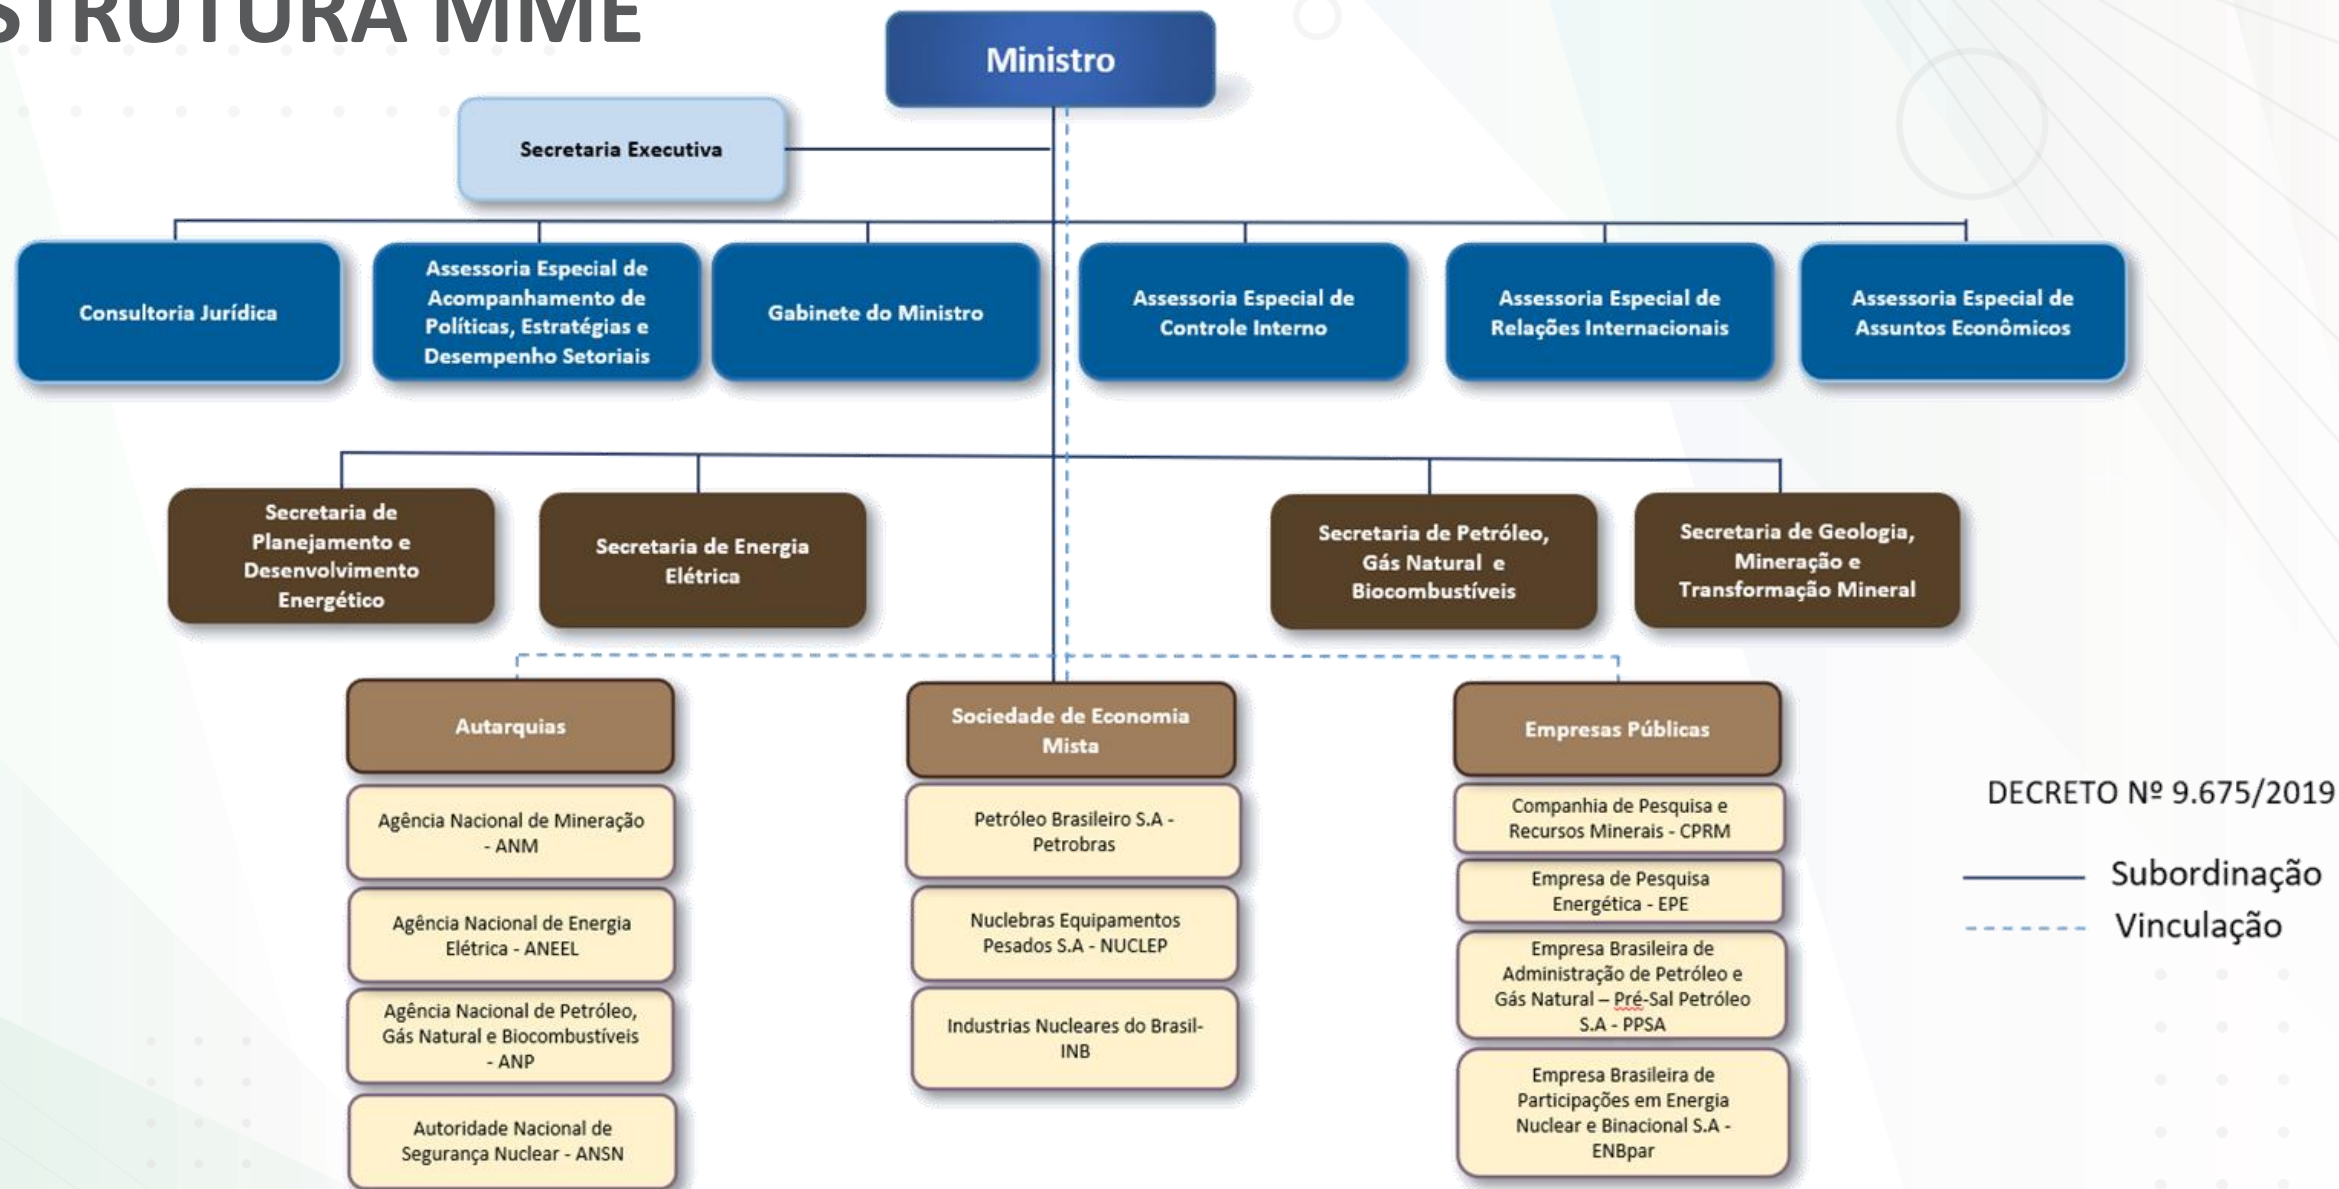 STRUTURA MME
Ministro
Secretaria Executiva
Consultoria Jurídica
Assessoria Especial de
Acompanhamento de
Políticas, Estratégias e
Desempenho Setoriais
Gabinete do Ministro
Assessoria Especial de
Controle Interno
Assessoria Especial de
Relações Internacionais
Assessoria Especial de
Assuntos Econômicos
Secretaria de
Planejamento e
Desenvolvimento
Energético
Secretaria de Energia
Elétrica
Secretaria de Petróleo,
Gás Natural e
Biocombustíveis
Secretaria de Geologia,
Mineração e
Transformação Mineral
Autarquias
Agência Nacional de Mineração
- ANM
Agência Nacional de Energia
Elétrica - ANEEL
Agência Nacional de Petróleo,
Gás Natural e Biocombustíveis
- ANP
Autoridade Nacional de
Segurança Nuclear - ANSN
Sociedade de Economia
Mista
Petróleo Brasileiro S.A -
Petrobras
Nuclebras Equipamentos
Pesados S.A - NUCLEP
Industrias Nucleares do Brasil-
INB
Empresas Públicas
Companhia de Pesquisa e
Recursos Minerais - CPRM
Empresa de Pesquisa
Energética - EPE
Empresa Brasileira de
Administração de Petróleo e
Gás Natural – Pré-Sal Petróleo
S.A - PPSA
Empresa Brasileira de
Participações em Energia
Nuclear e Binacional S.A -
ENBpar
DECRETO Nº 9.675/2019
Subordinação
Vinculação